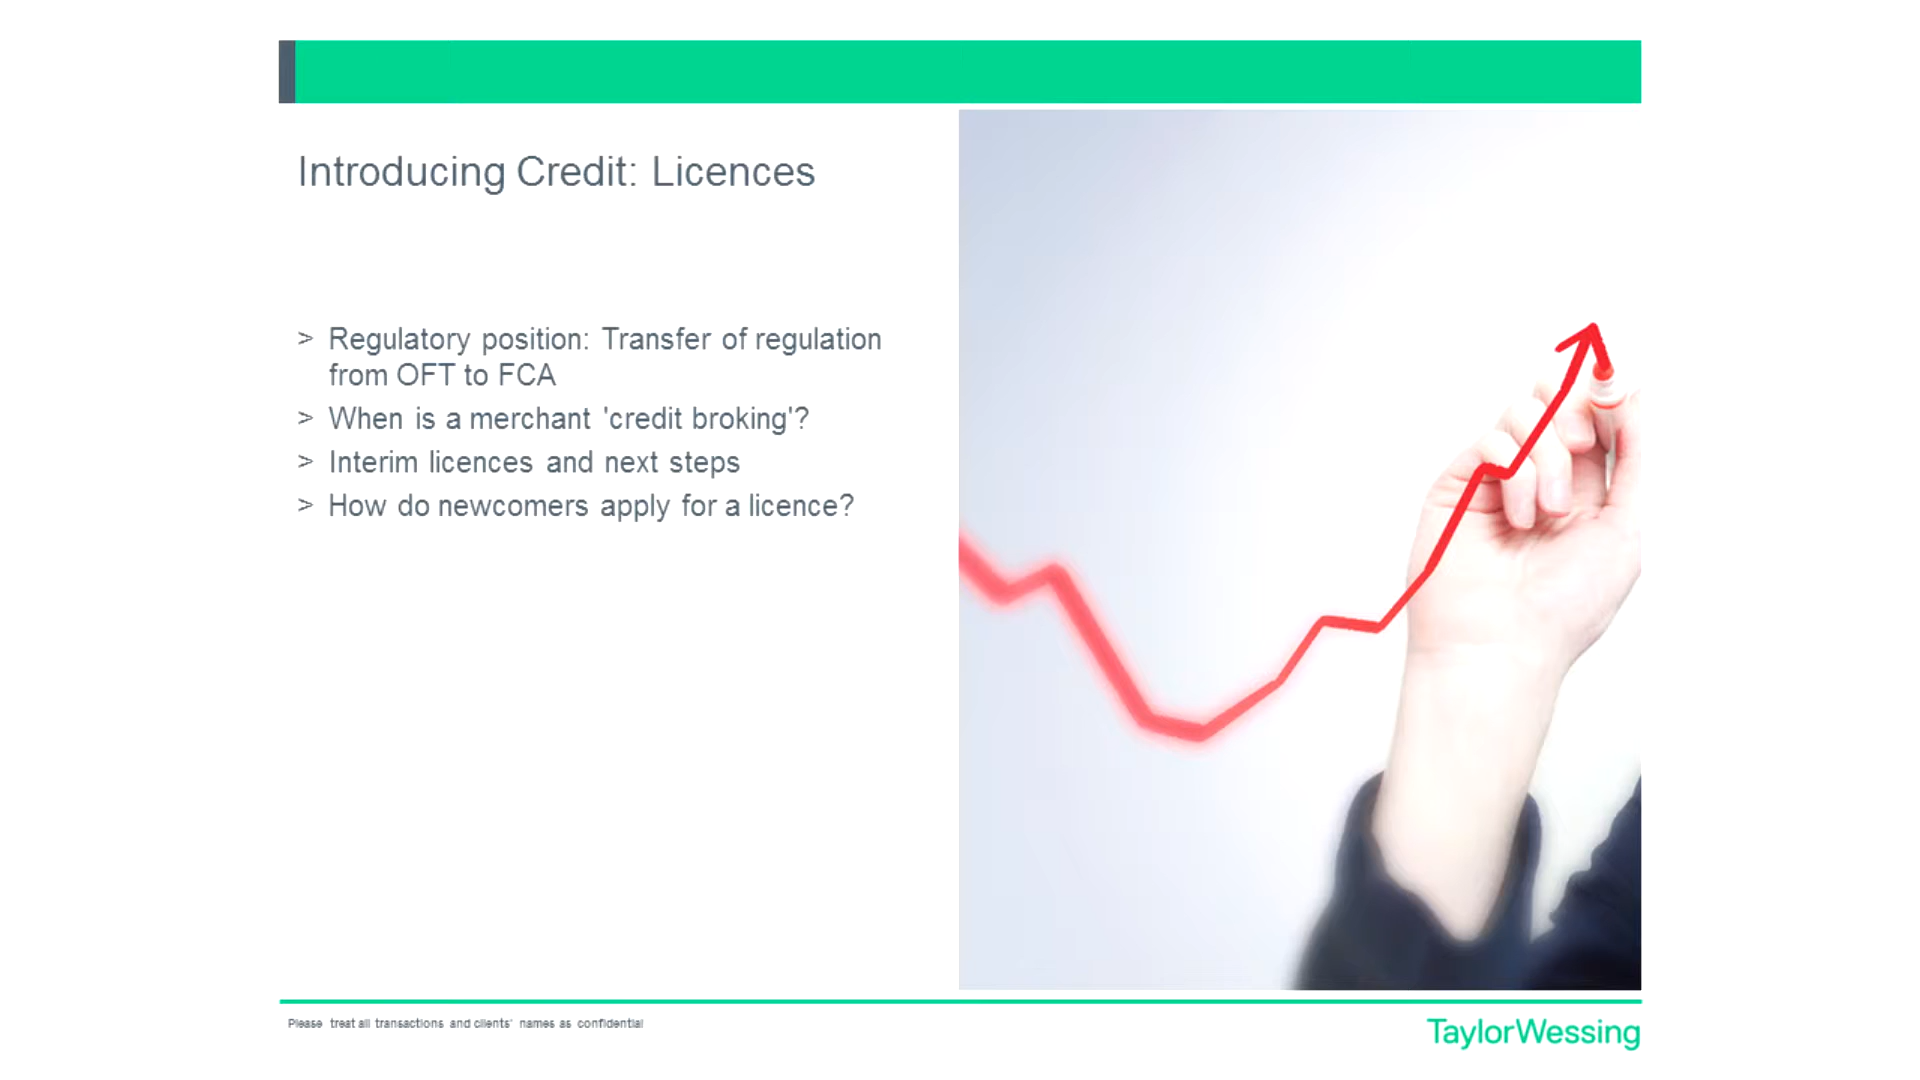 Introducing Credit: Licences
> Regulatory position: Transfer of regulation
from OFT to FCA
> When is a merchant 'credit broking'?
> Interim licences and next steps
> How do newcomers apply for a licence?
Please treat all transactions and clients' names as confidential
TaylorWessing